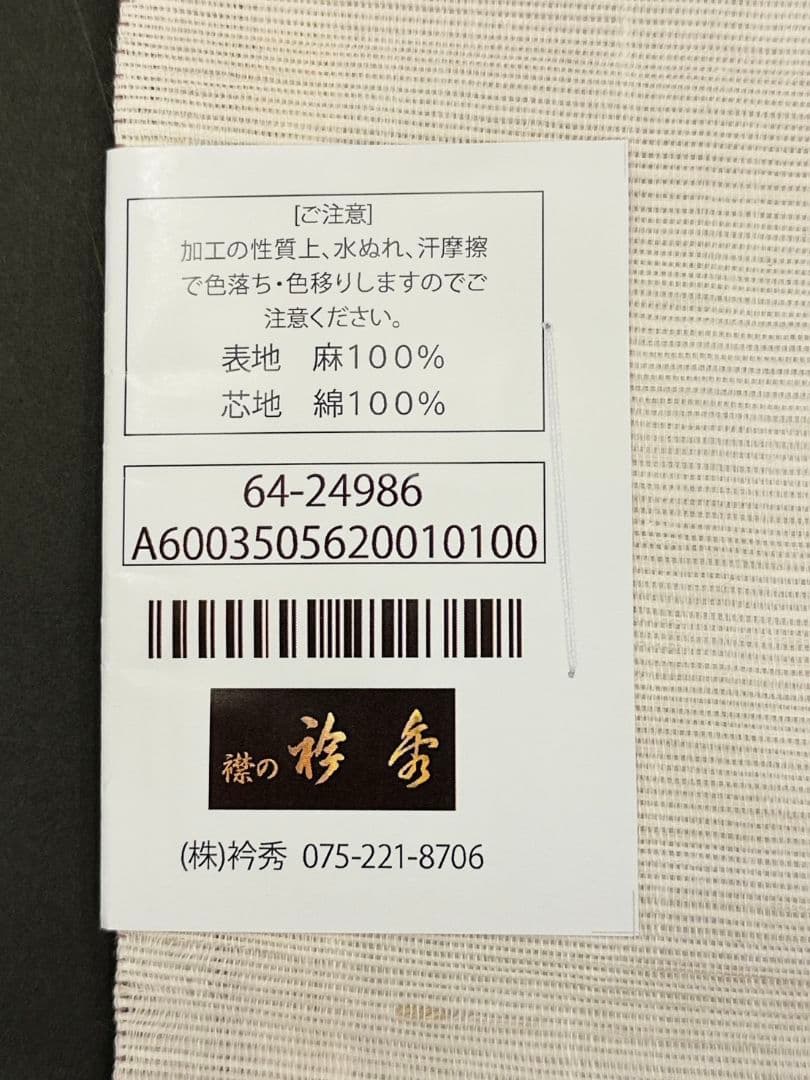 [ご注意]
加工の性質上、水ぬれ、汗摩擦
で色落ち・色移りしますのでご
注意ください。
表地　麻100%
芯地　綿100%
64-24986
A6003505620010100
襟の 衿 秀
(株)衿秀 075-221-8706